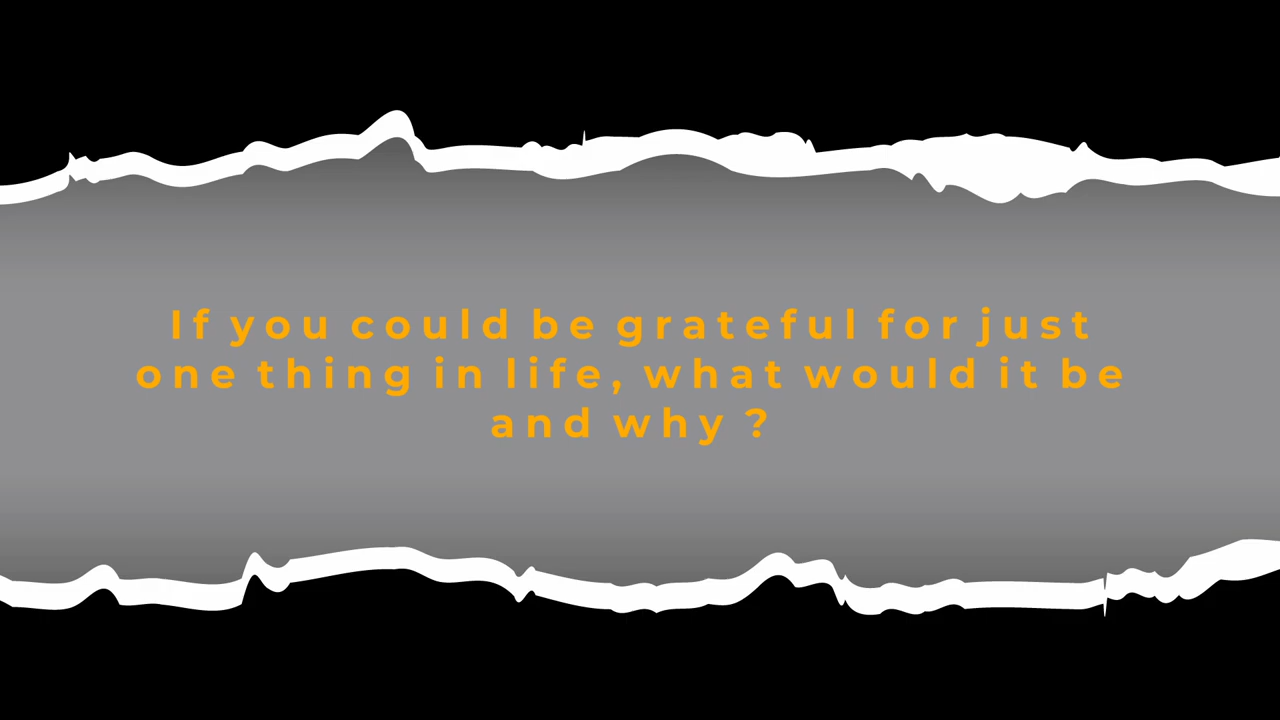 If you could be grateful for just
one thing in life, what would it be
and why ?